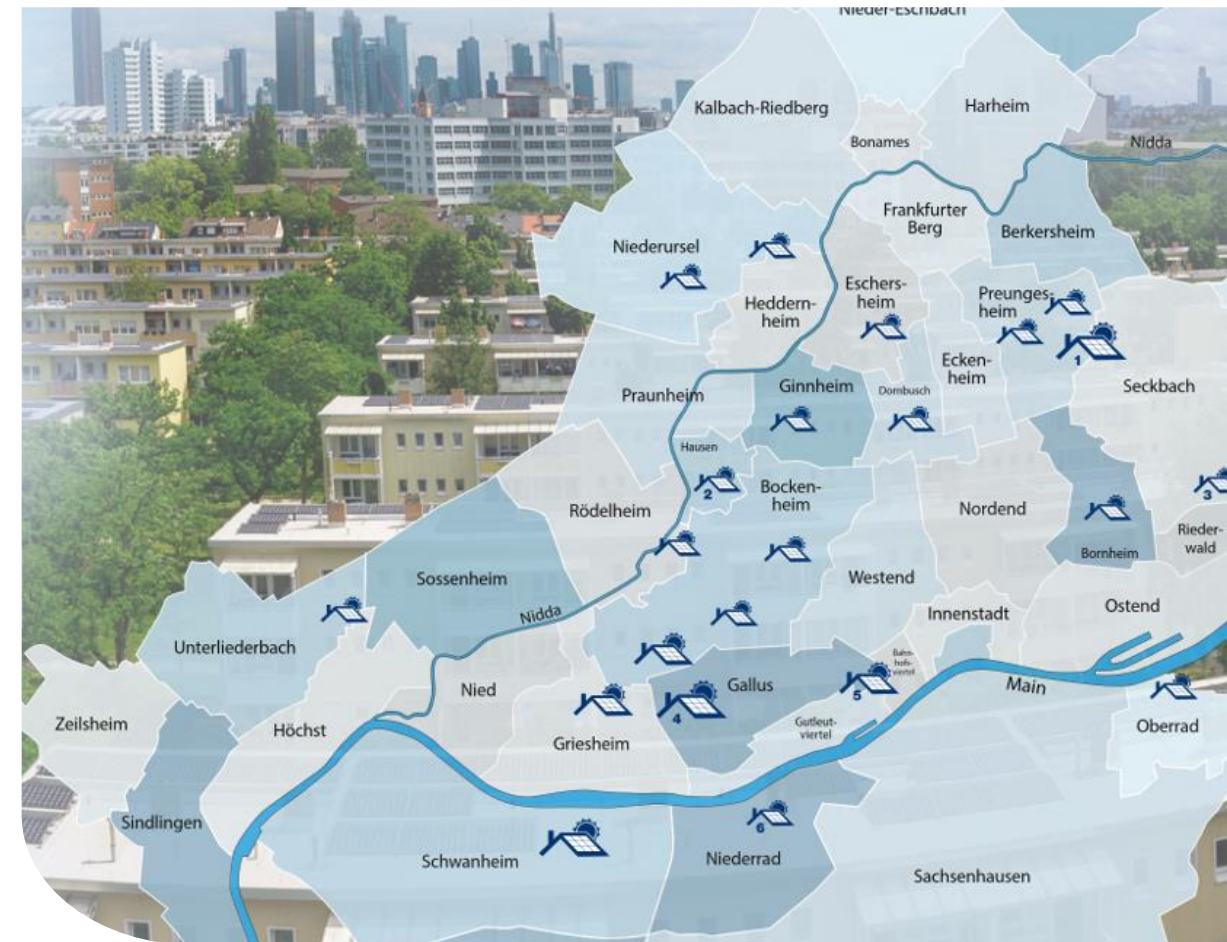 Nieder-Eschbach
Kalbach-Riedberg
Harheim
Bonames
Nidda
Frankfurter
Berg
Berkersheim
Niederursel
Eschers-
heim
Preunges-
heim
Heddern-
heim
1
Ecken-
heim
Seckbach
Ginnheim
Dornbusch
Praunheim
Hausen
2
Bocken-
heim
3
Rödelheim
Nordend
Rieder-
wald
Bornheim
Sossenheim
Westend
Nidda
Innenstadt
Ostend
Unterliederbach
Bahn-
hofs-
viertel
Nied
Gallus
5
Main
4
Zeilsheim
Höchst
Griesheim
Gutleut-
viertel
Oberrad
Sindlingen
6
Schwanheim
Niederrad
Sachsenhausen